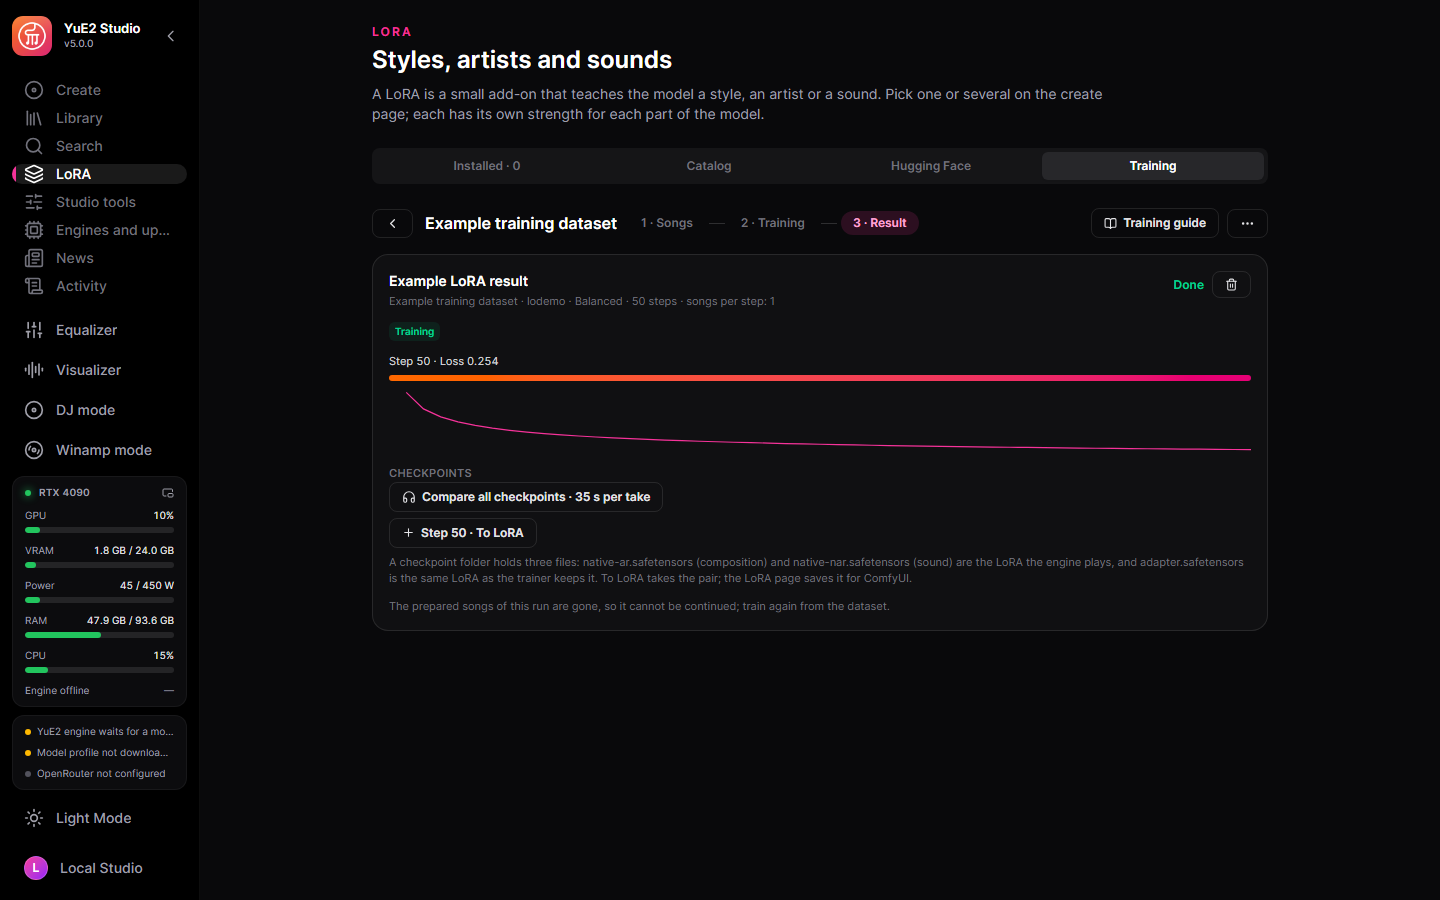 YuE2 Studio
v5.0.0
Create
Library
Search
LoRA
Studio tools
Engines and up...
News
Activity
Equalizer
Visualizer
DJ mode
Winamp mode
RTX 4090
GPU 10%
VRAM 1.8 GB / 24.0 GB
Power 45 / 450 W
RAM 47.9 GB / 93.6 GB
CPU 15%
Engine offline —
YuE2 engine waits for a mo...
Model profile not downloa...
OpenRouter not configured
Light Mode
L Local Studio
LORA
Styles, artists and sounds
A LoRA is a small add-on that teaches the model a style, an artist or a sound. Pick one or several on the create
page; each has its own strength for each part of the model.
Installed · 0 Catalog Hugging Face Training
Example training dataset 1 · Songs — 2 · Training — 3 · Result Training guide ...
Example LoRA result Done
Example training dataset · lodemo · Balanced · 50 steps · songs per step: 1
Training
Step 50 · Loss 0.254
CHECKPOINTS
Compare all checkpoints · 35 s per take
+ Step 50 · To LoRA
A checkpoint folder holds three files: native-ar.safetensors (composition) and native-nar.safetensors (sound) are the LoRA the engine plays, and adapter.safetensors
is the same LoRA as the trainer keeps it. To LoRA takes the pair; the LoRA page saves it for ComfyUI.
The prepared songs of this run are gone, so it cannot be continued; train again from the dataset.